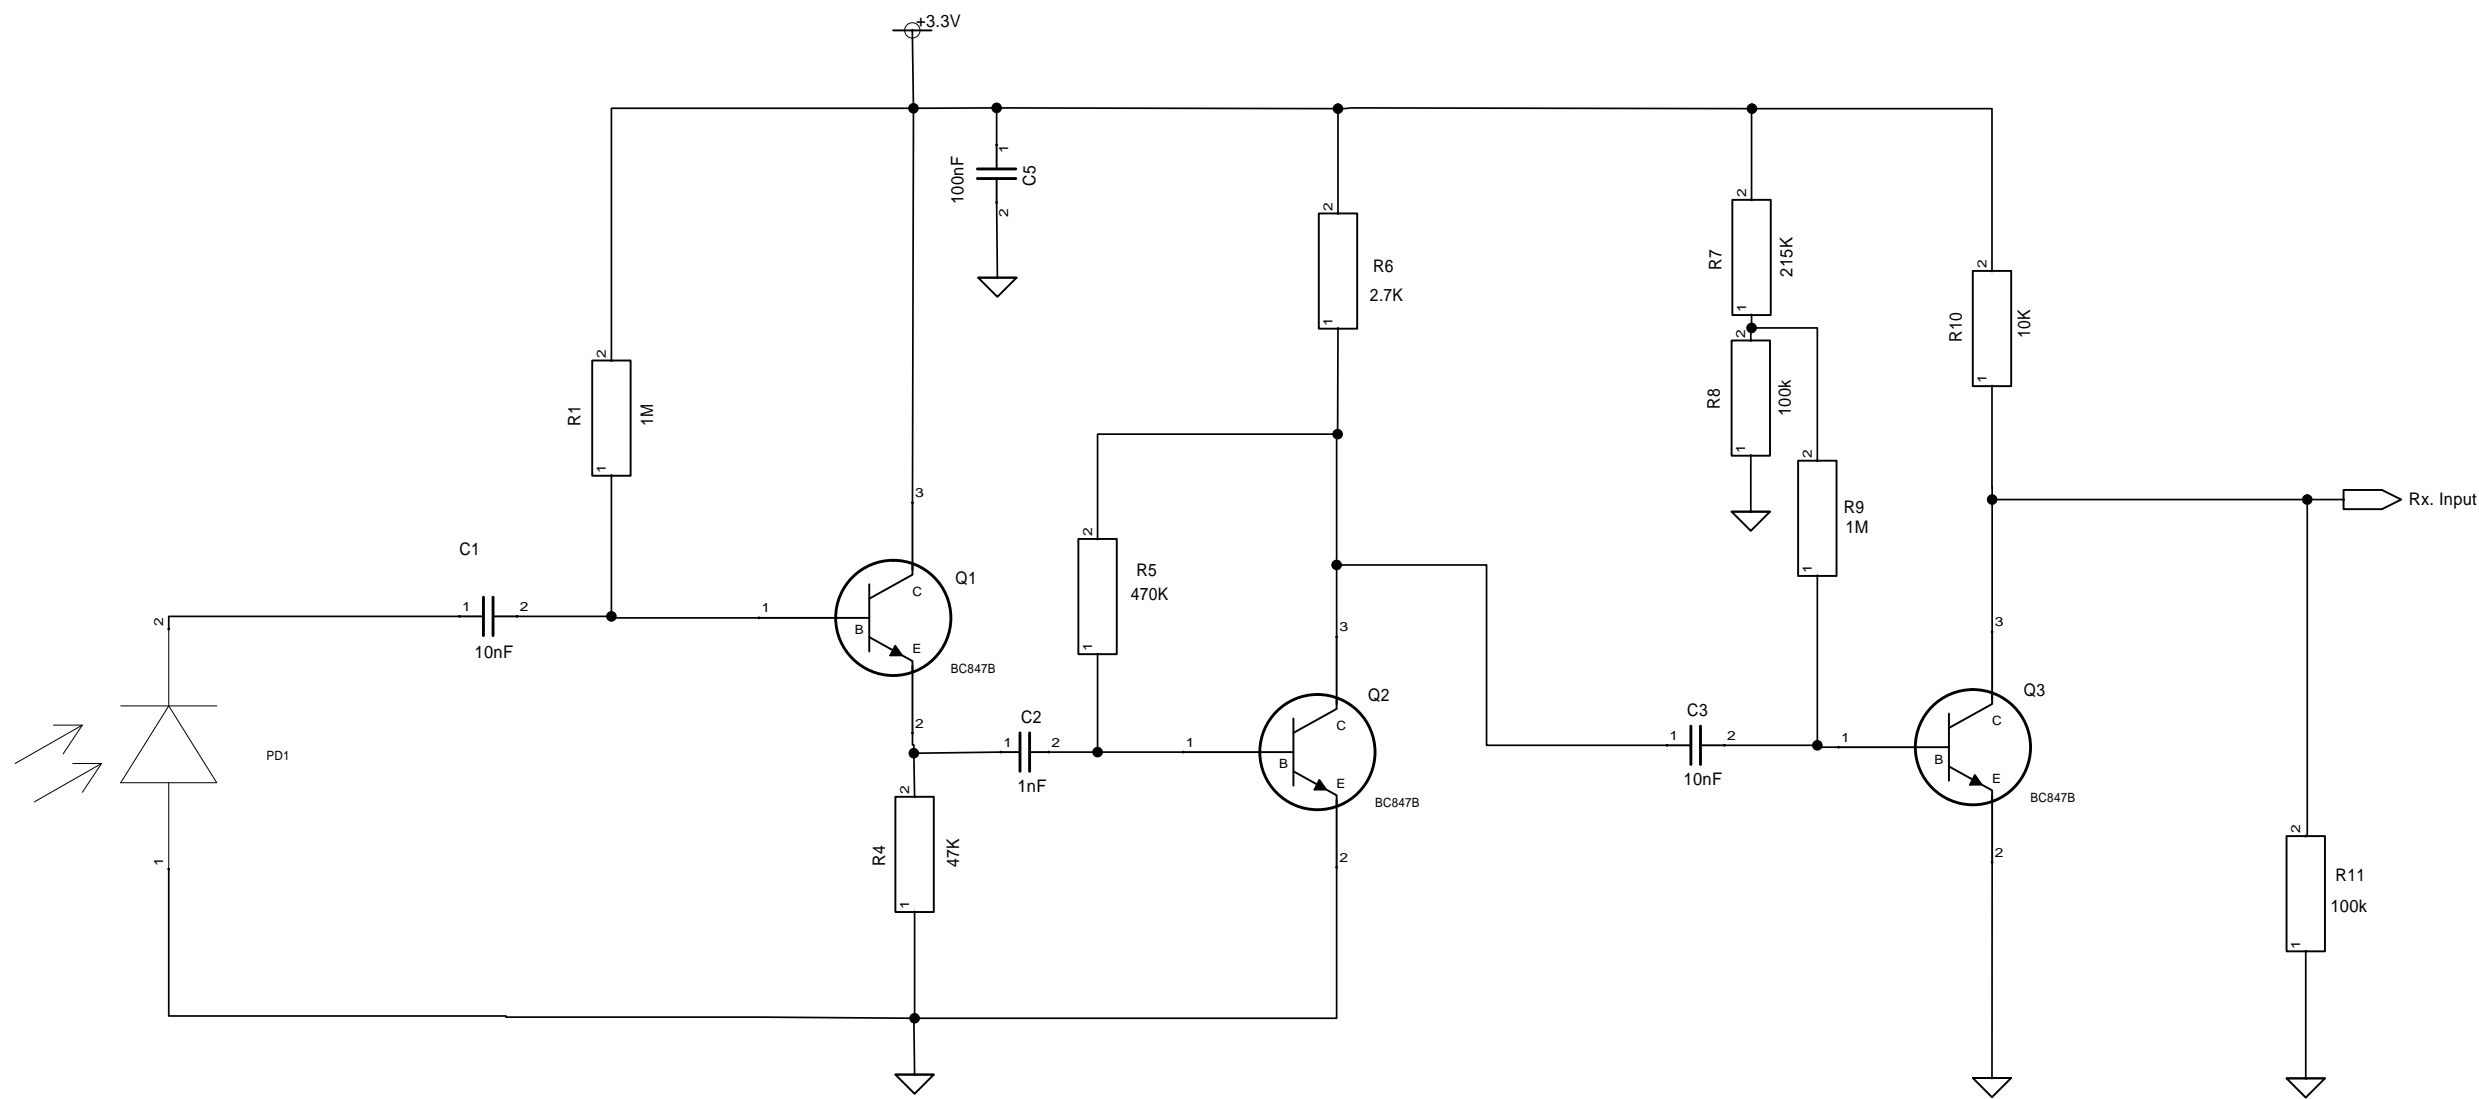 +3.3V
1
100nF
C5
2
2
R6
2.7K
1
2
R7
215K
1
2
R8
100k
1
2
R10
10K
1
2
R1
1M
1
2
R9
1M
1
Rx. Input
C1
1
2
10nF
3
Q1
1
C
B
E
BC847B
2
2
R5
470K
1
3
Q2
C2
1
2
1nF
1
C
B
E
BC847B
2
3
Q3
C3
1
2
10nF
1
C
B
E
BC847B
2
2
PD1
1
2
R4
47K
1
2
R11
100k
1